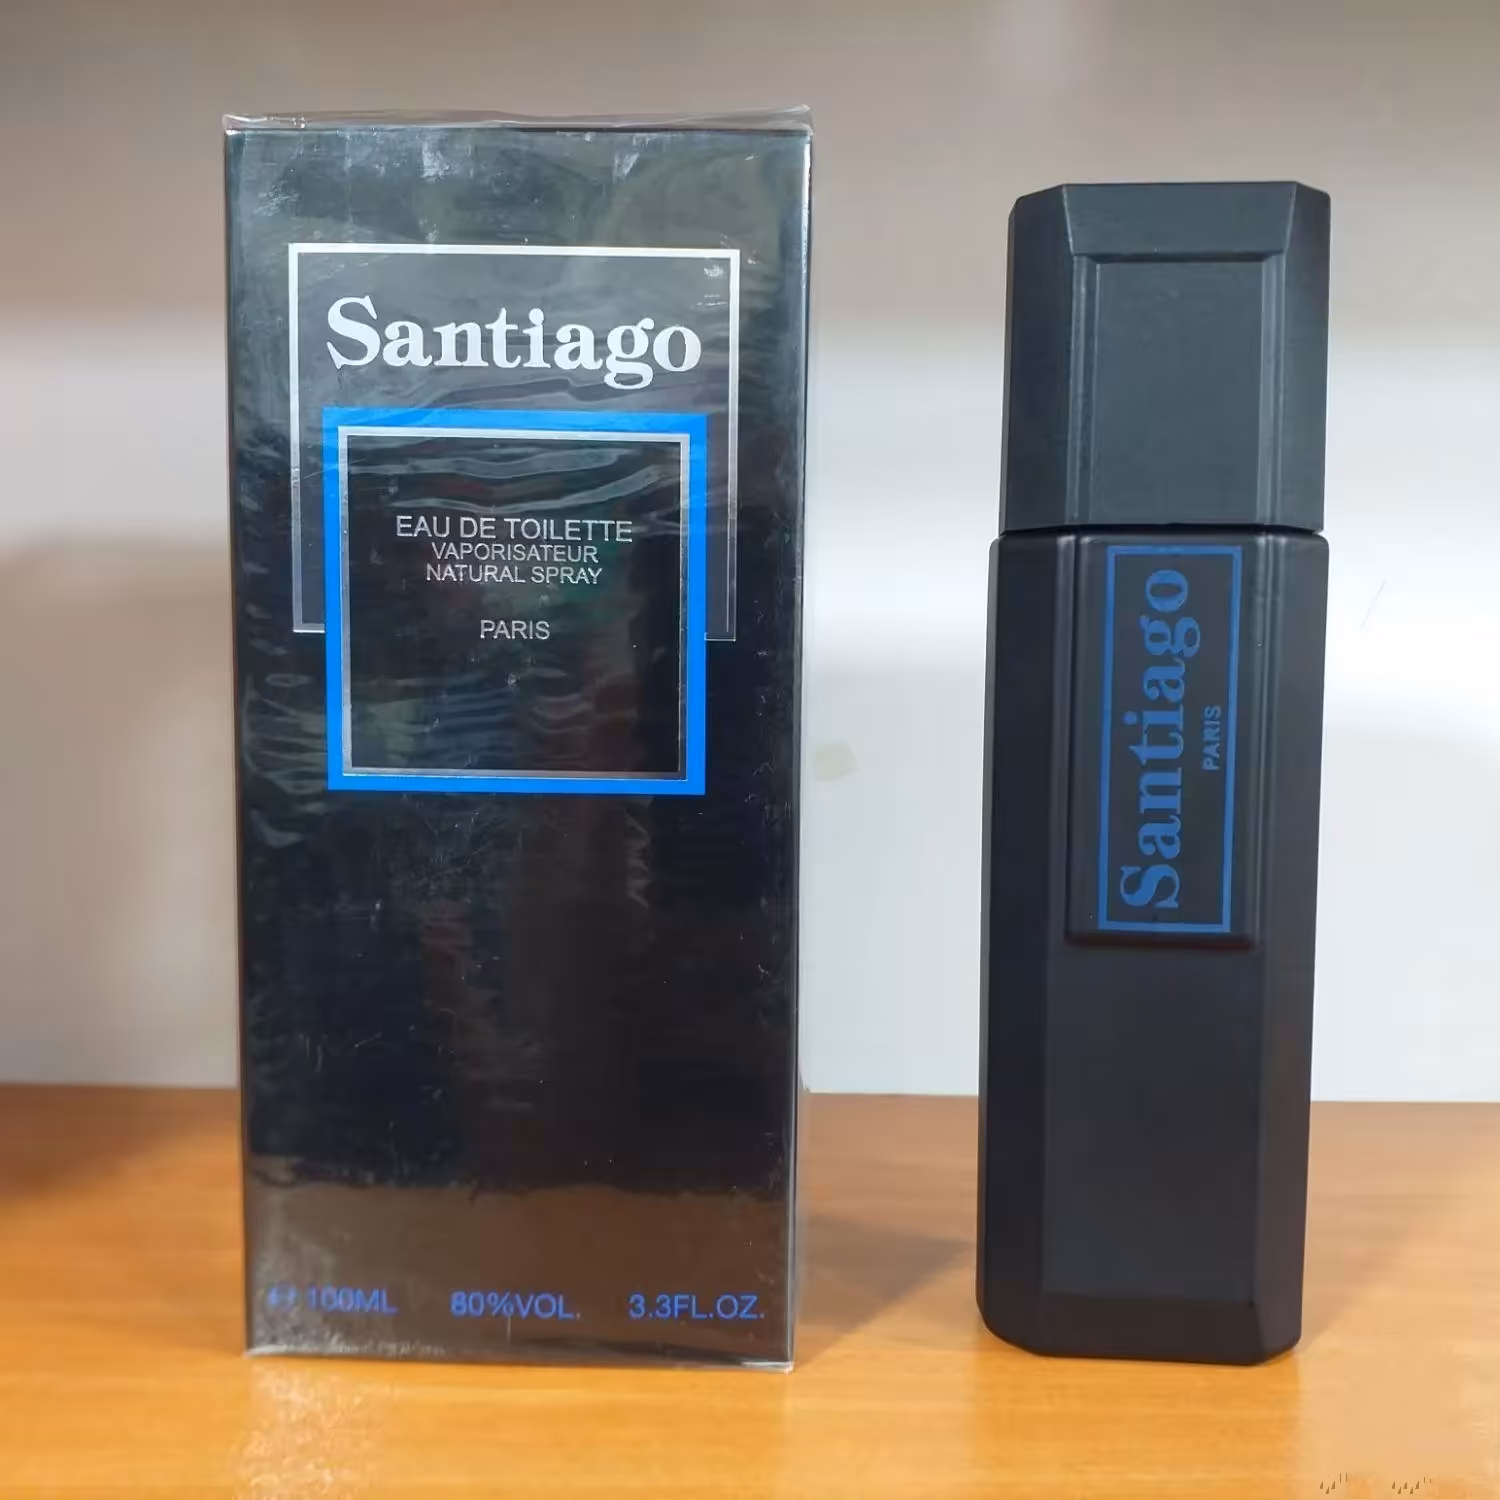 Santiago
EAU DE TOILETTE
VAPORISATEUR
NATURAL SPRAY
PARIS
100ML 80%VOL. 3.3FL.OZ.
Santiago
PARIS